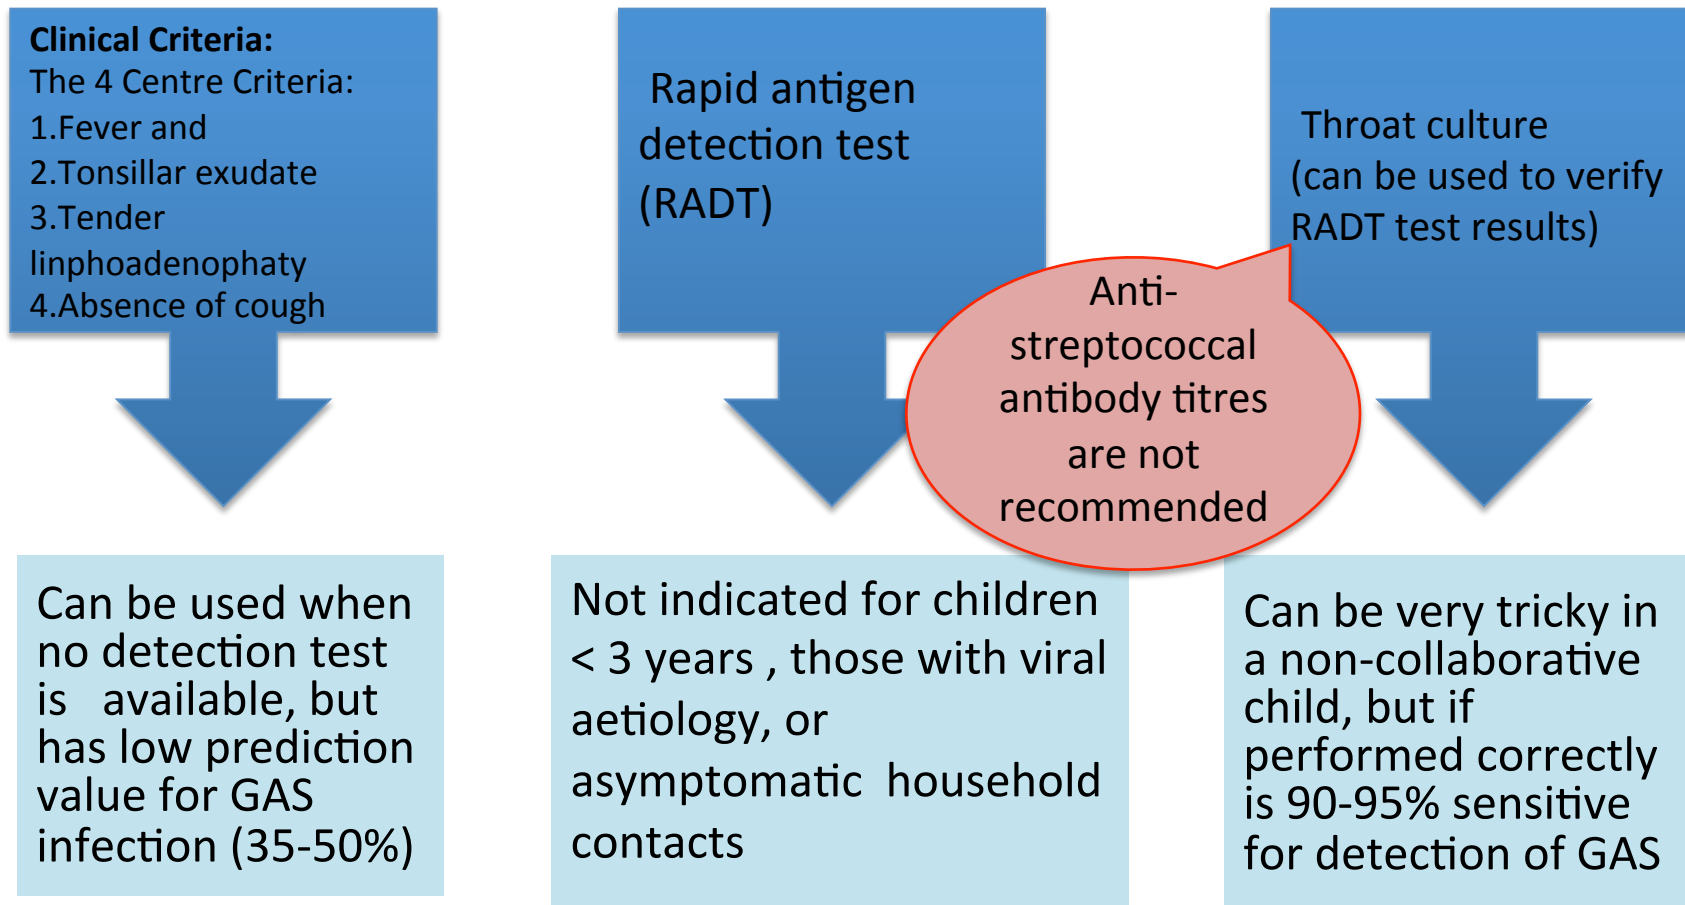 Clinical Criteria:
The 4 Centre Criteria:
1.Fever and
2.Tonsillar exudate
3.Tender
linphoadenophaty
4.Absence of cough
Rapid antigen
detection test
(RADT)
Throat culture
(can be used to verify
RADT test results)
Anti-
streptococcal
antibody titres
are not
recommended
Can be used when
no detection test
is available, but
has low prediction
value for GAS
infection (35-50%)
Not indicated for children
< 3 years , those with viral
aetiology, or
asymptomatic household
contacts
Can be very tricky in
a non-collaborative
child, but if
performed correctly
is 90-95% sensitive
for detection of GAS